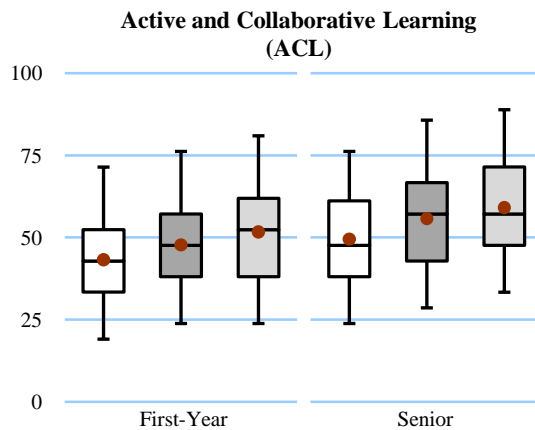 Active and Collaborative Learning
(ACL)
100
75
50
25
0
First-Year
Senior